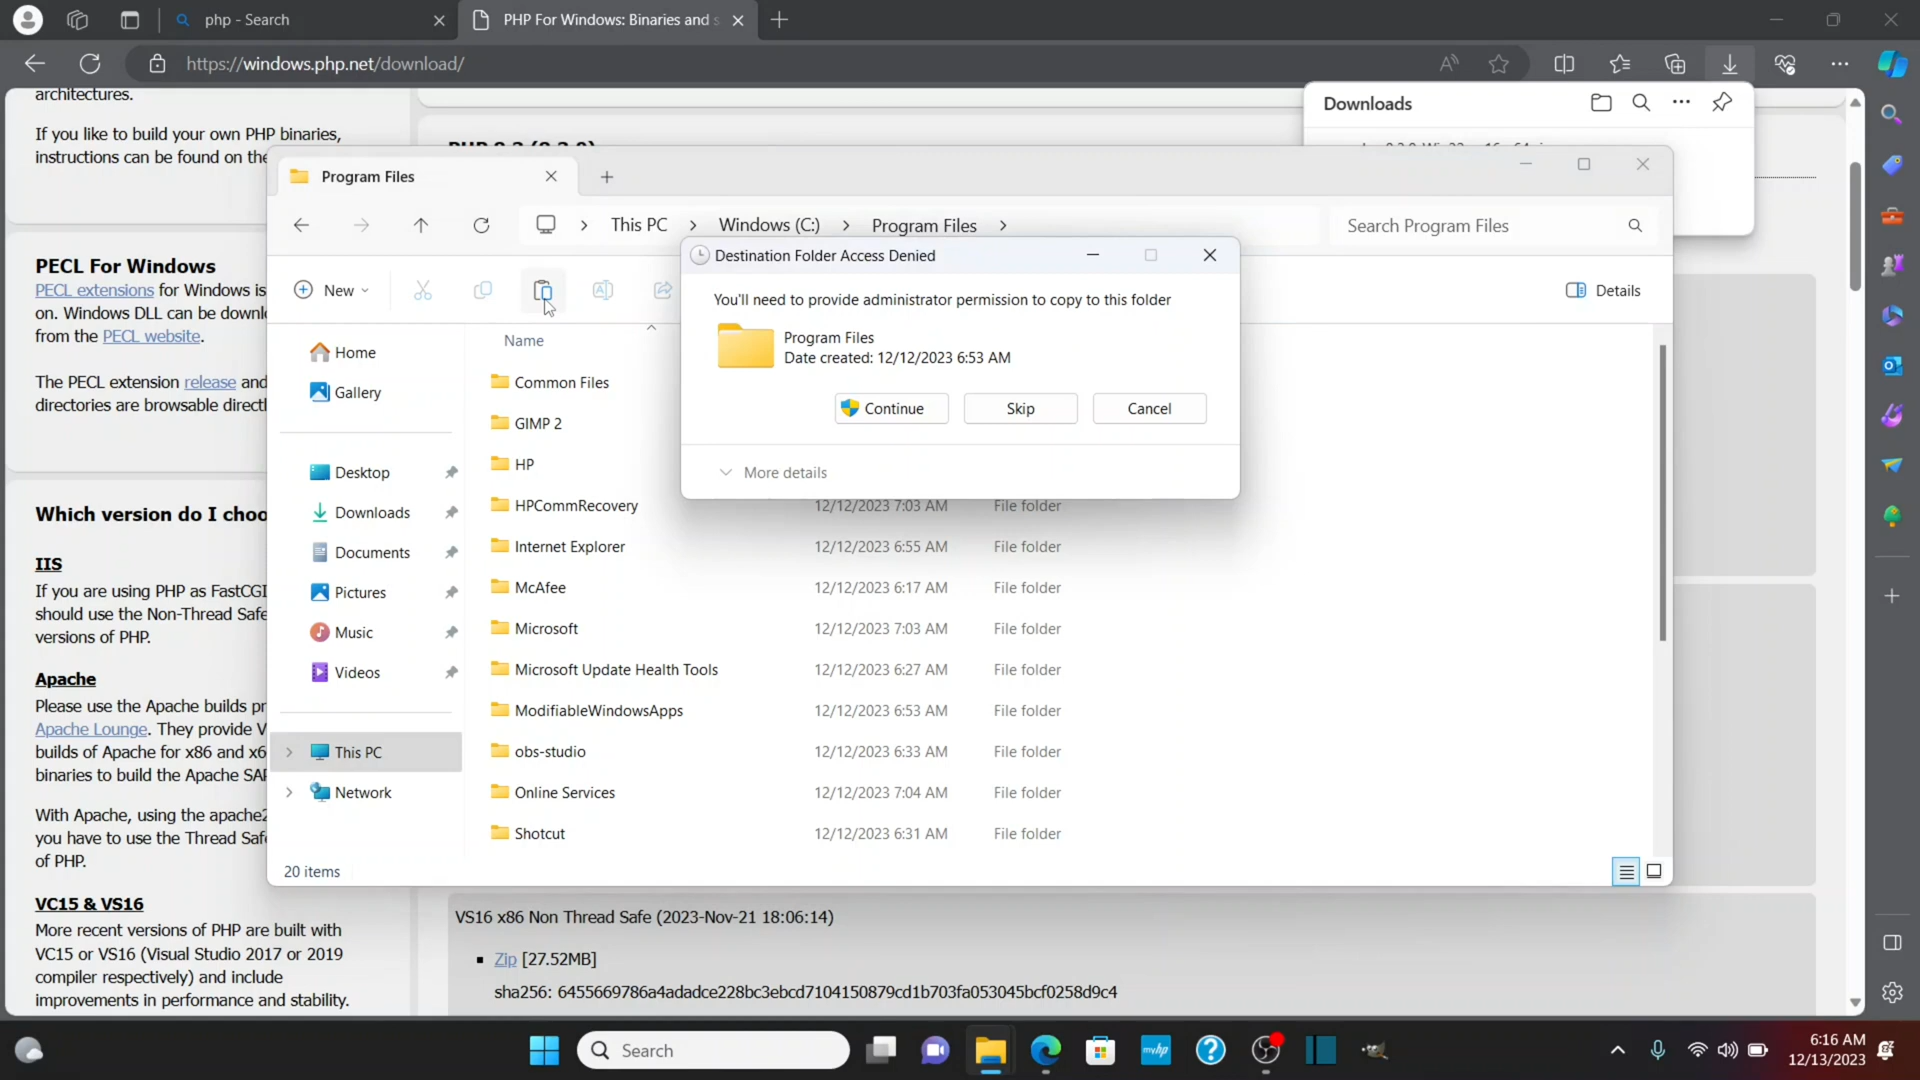 php - Search
PHP For Windows: Binaries and s
https://windows.php.net/download/
architectures.
If you like to build your own PHP binaries,
instructions can be found on the
PECL For Windows
PECL extensions for Windows is
on. Windows DLL can be downl
from the PECL website.
The PECL extension release and
directories are browsable directl
Which version do I choo
IIS
If you are using PHP as FastCGI
should use the Non-Thread Safe
versions of PHP.
Apache
Please use the Apache builds pr
Apache Lounge. They provide V
builds of Apache for x86 and x6
binaries to build the Apache SAP
With Apache, using the apache2
you have to use the Thread Safe
of PHP.
VC15 & VS16
More recent versions of PHP are built with
VC15 or VS16 (Visual Studio 2017 or 2019
compiler respectively) and include
improvements in performance and stability.
Downloads
Program Files
This PC
Windows (C:)
Program Files
Search Program Files
New
Details
Home
Gallery
Desktop
Downloads
Documents
Pictures
Music
Videos
This PC
Network
Name
Common Files
GIMP 2
HP
HPCommRecovery 12/12/2023 7:03 AM File folder
Internet Explorer 12/12/2023 6:55 AM File folder
McAfee 12/12/2023 6:17 AM File folder
Microsoft 12/12/2023 7:03 AM File folder
Microsoft Update Health Tools 12/12/2023 6:27 AM File folder
ModifiableWindowsApps 12/12/2023 6:53 AM File folder
obs-studio 12/12/2023 6:33 AM File folder
Online Services 12/12/2023 7:04 AM File folder
Shotcut 12/12/2023 6:31 AM File folder
20 items
Destination Folder Access Denied
You'll need to provide administrator permission to copy to this folder
Program Files
Date created: 12/12/2023 6:53 AM
Continue
Skip
Cancel
More details
VS16 x86 Non Thread Safe (2023-Nov-21 18:06:14)
Zip [27.52MB]
sha256: 6455669786a4adadce228bc3ebcd7104150879cd1b703fa053045bcf0258d9c4
Search
myhp
6:16 AM
12/13/2023